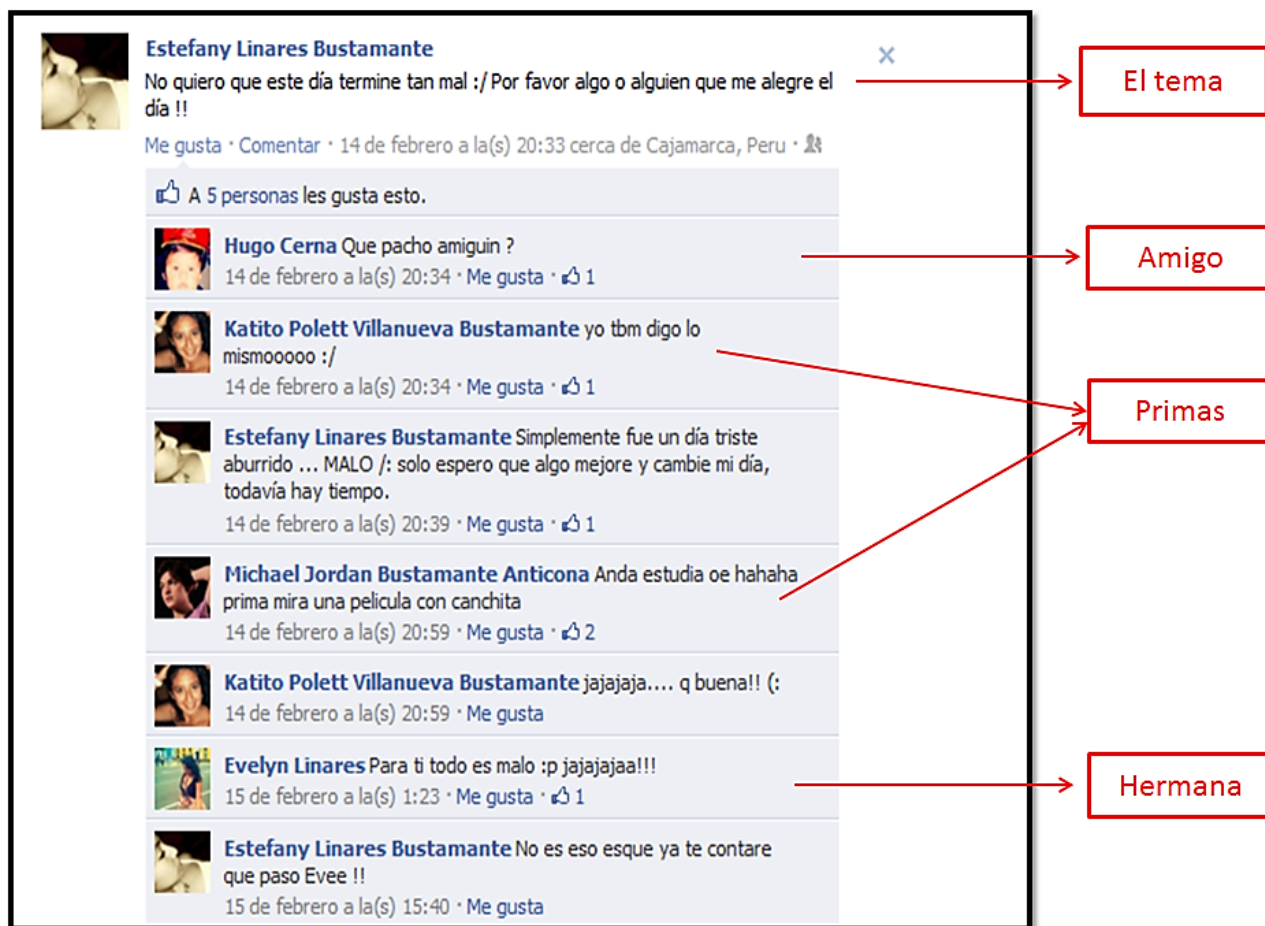 Estefany Linares Bustamante
No quiero que este día termine tan mal :/ Por favor algo o alguien que me alegre el
día !!
Me gusta · Comentar · 14 de febrero a la(s) 20:33 cerca de Cajamarca, Peru ·
El tema
A 5 personas les gusta esto.
Hugo Cerna Que pacho amiguin ?
14 de febrero a la(s) 20:34 · Me gusta · 1
Amigo
Katito Polett Villanueva Bustamante yo tbm digo lo
mismooooo :/
14 de febrero a la(s) 20:34 · Me gusta · 1
Primas
Estefany Linares Bustamante Simplemente fue un día triste
aburrido ... MALO /: solo espero que algo mejore y cambie mi día,
todavía hay tiempo.
14 de febrero a la(s) 20:39 · Me gusta · 1
Michael Jordan Bustamante Anticona Anda estudia oe hahaha
prima mira una pelicula con canchita
14 de febrero a la(s) 20:59 · Me gusta · 2
Katito Polett Villanueva Bustamante jajajaja.... q buena!! (:
14 de febrero a la(s) 20:59 · Me gusta
Evelyn Linares Para ti todo es malo :p jajajajaa!!!
15 de febrero a la(s) 1:23 · Me gusta · 1
Hermana
Estefany Linares Bustamante No es eso esque ya te contare
que paso Evee !!
15 de febrero a la(s) 15:40 · Me gusta